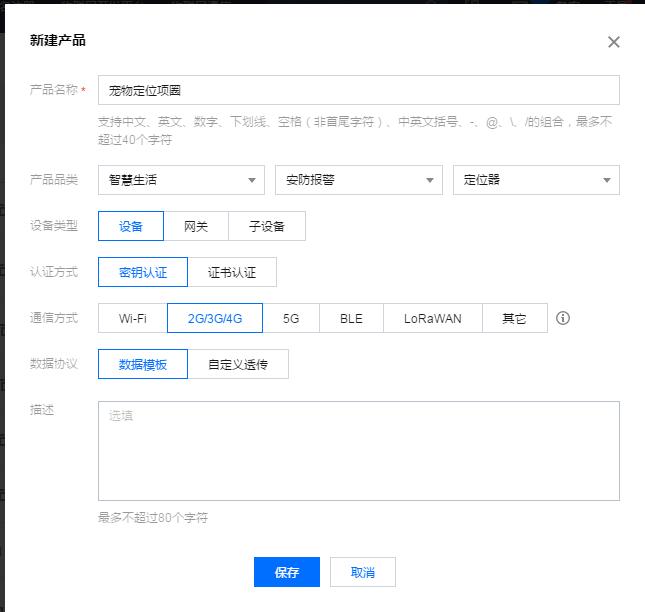 新建产品
产品名称 * 宠物定位项圈
支持中文、英文、数字、下划线、空格（非首尾字符）、中英文括号、-、@、\、/的组合，最多不
超过40个字符
产品品类 智慧生活 安防报警 定位器
设备类型 设备 网关 子设备
认证方式 密钥认证 证书认证
通信方式 Wi-Fi 2G/3G/4G 5G BLE LoRaWAN 其它
数据协议 数据模板 自定义透传
描述 选填
最多不超过80个字符
保存 取消